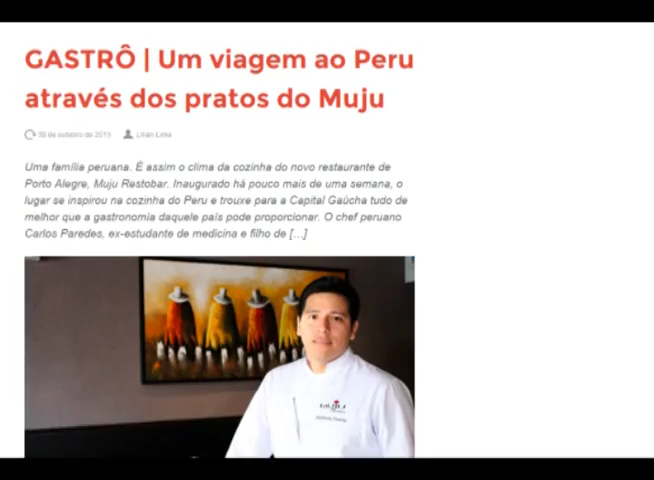 GASTRÔ | Um viagem ao Peru
através dos pratos do Muju
30 de outubro de 2015 Lilian Lima
Uma família peruana. É assim o clima da cozinha do novo restaurante de
Porto Alegre, Muju Restobar. Inaugurado há pouco mais de uma semana, o
lugar se inspirou na cozinha do Peru e trouxe para a Capital Gaúcha tudo de
melhor que a gastronomia daquele país pode proporcionar. O chef peruano
Carlos Paredes, ex-estudante de medicina e filho de [...]